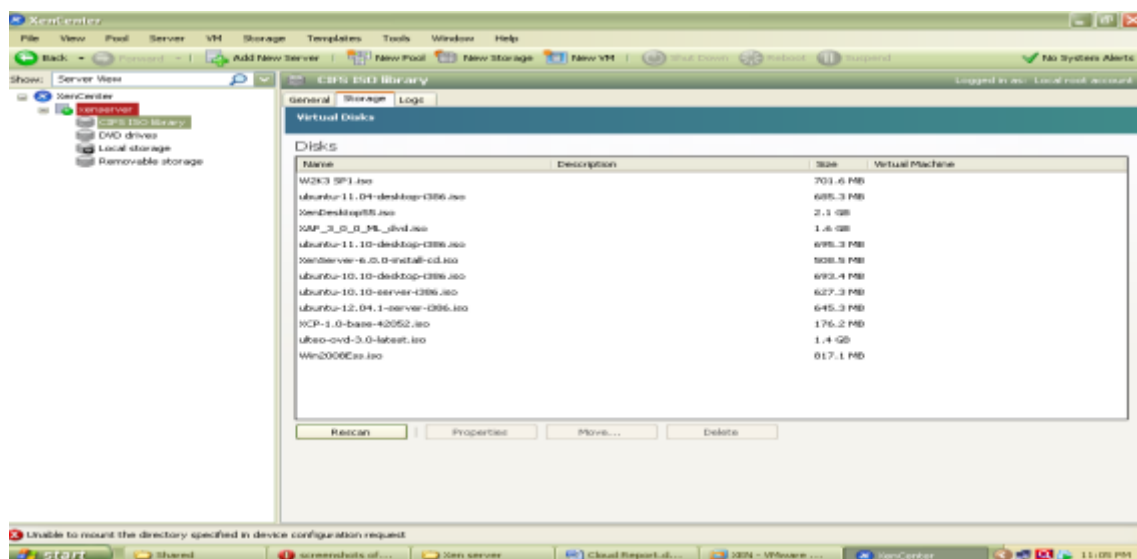 XenCenter
File View Pool Server VM Storage Templates Tools Window Help
Back Forward Add New Server New Pool New Storage New VM Shut Down Reboot Suspend No System Alerts
Show: Server View
CIFS ISO library Logged in as: Local root account
XenCenter
xenserver
CIFS ISO library
DVD drives
Local storage
Removable storage
General Storage Logs
Virtual Disks
Disks
Name Description Size Virtual Machine
W2K3 SP1.iso 701.6 MB
ubuntu-11.04-desktop-i386.iso 685.3 MB
XenDesktop55.iso 2.1 GB
XAP_3_0_0_ML_dvd.iso 1.6 GB
ubuntu-11.10-desktop-i386.iso 695.3 MB
XenServer-6.0.0-install-cd.iso 508.5 MB
ubuntu-10.10-desktop-i386.iso 693.4 MB
ubuntu-10.10-server-i386.iso 627.3 MB
ubuntu-12.04.1-server-i386.iso 645.3 MB
XCP-1.0-base-42052.iso 176.2 MB
ulteo-ovd-3.0-latest.iso 1.4 GB
Win2008Ess.iso 817.1 MB
Rescan Properties Move... Delete
Unable to mount the directory specified in device configuration request
start Shared screenshots of... Xen server Cloud Report.d... XEN - VMware ... XenCenter 11:05 PM